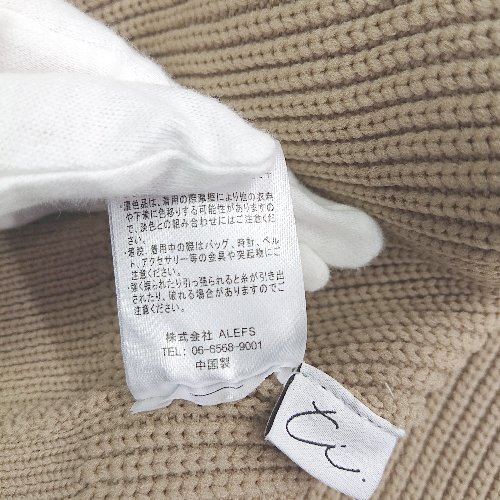 ・濃色品は、着用の際摩擦により他の衣類
や下着に色移りする可能性がありますの
で、淡色との組み合わせにはご注意くださ
い。
・着脱、着用中の際はバッグ、時計、ベル
ト、アクセサリー等の金具や突起物にご
注意ください。
・強く擦られたり引っ張られると糸が引き出
されたり、破れる場合がありますのでご
注意ください。
株式会社 ALEFS
TEL: 06-6568-9001
中国製
ti.